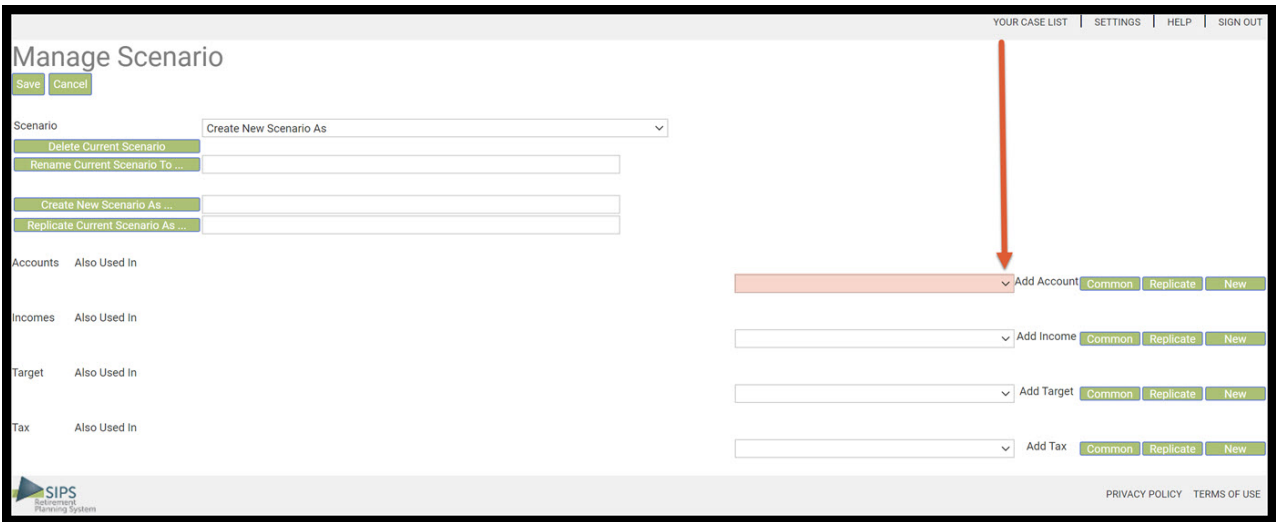 YOUR CASE LIST SETTINGS HELP SIGN OUT
Manage Scenario
Save Cancel
Scenario Create New Scenario As
Delete Current Scenario
Rename Current Scenario To ...
Create New Scenario As ...
Replicate Current Scenario As ...
Accounts Also Used In
Add Account Common Replicate New
Incomes Also Used In
Add Income Common Replicate New
Target Also Used In
Add Target Common Replicate New
Tax Also Used In
Add Tax Common Replicate New
SIPS
Retirement
Planning System
PRIVACY POLICY TERMS OF USE